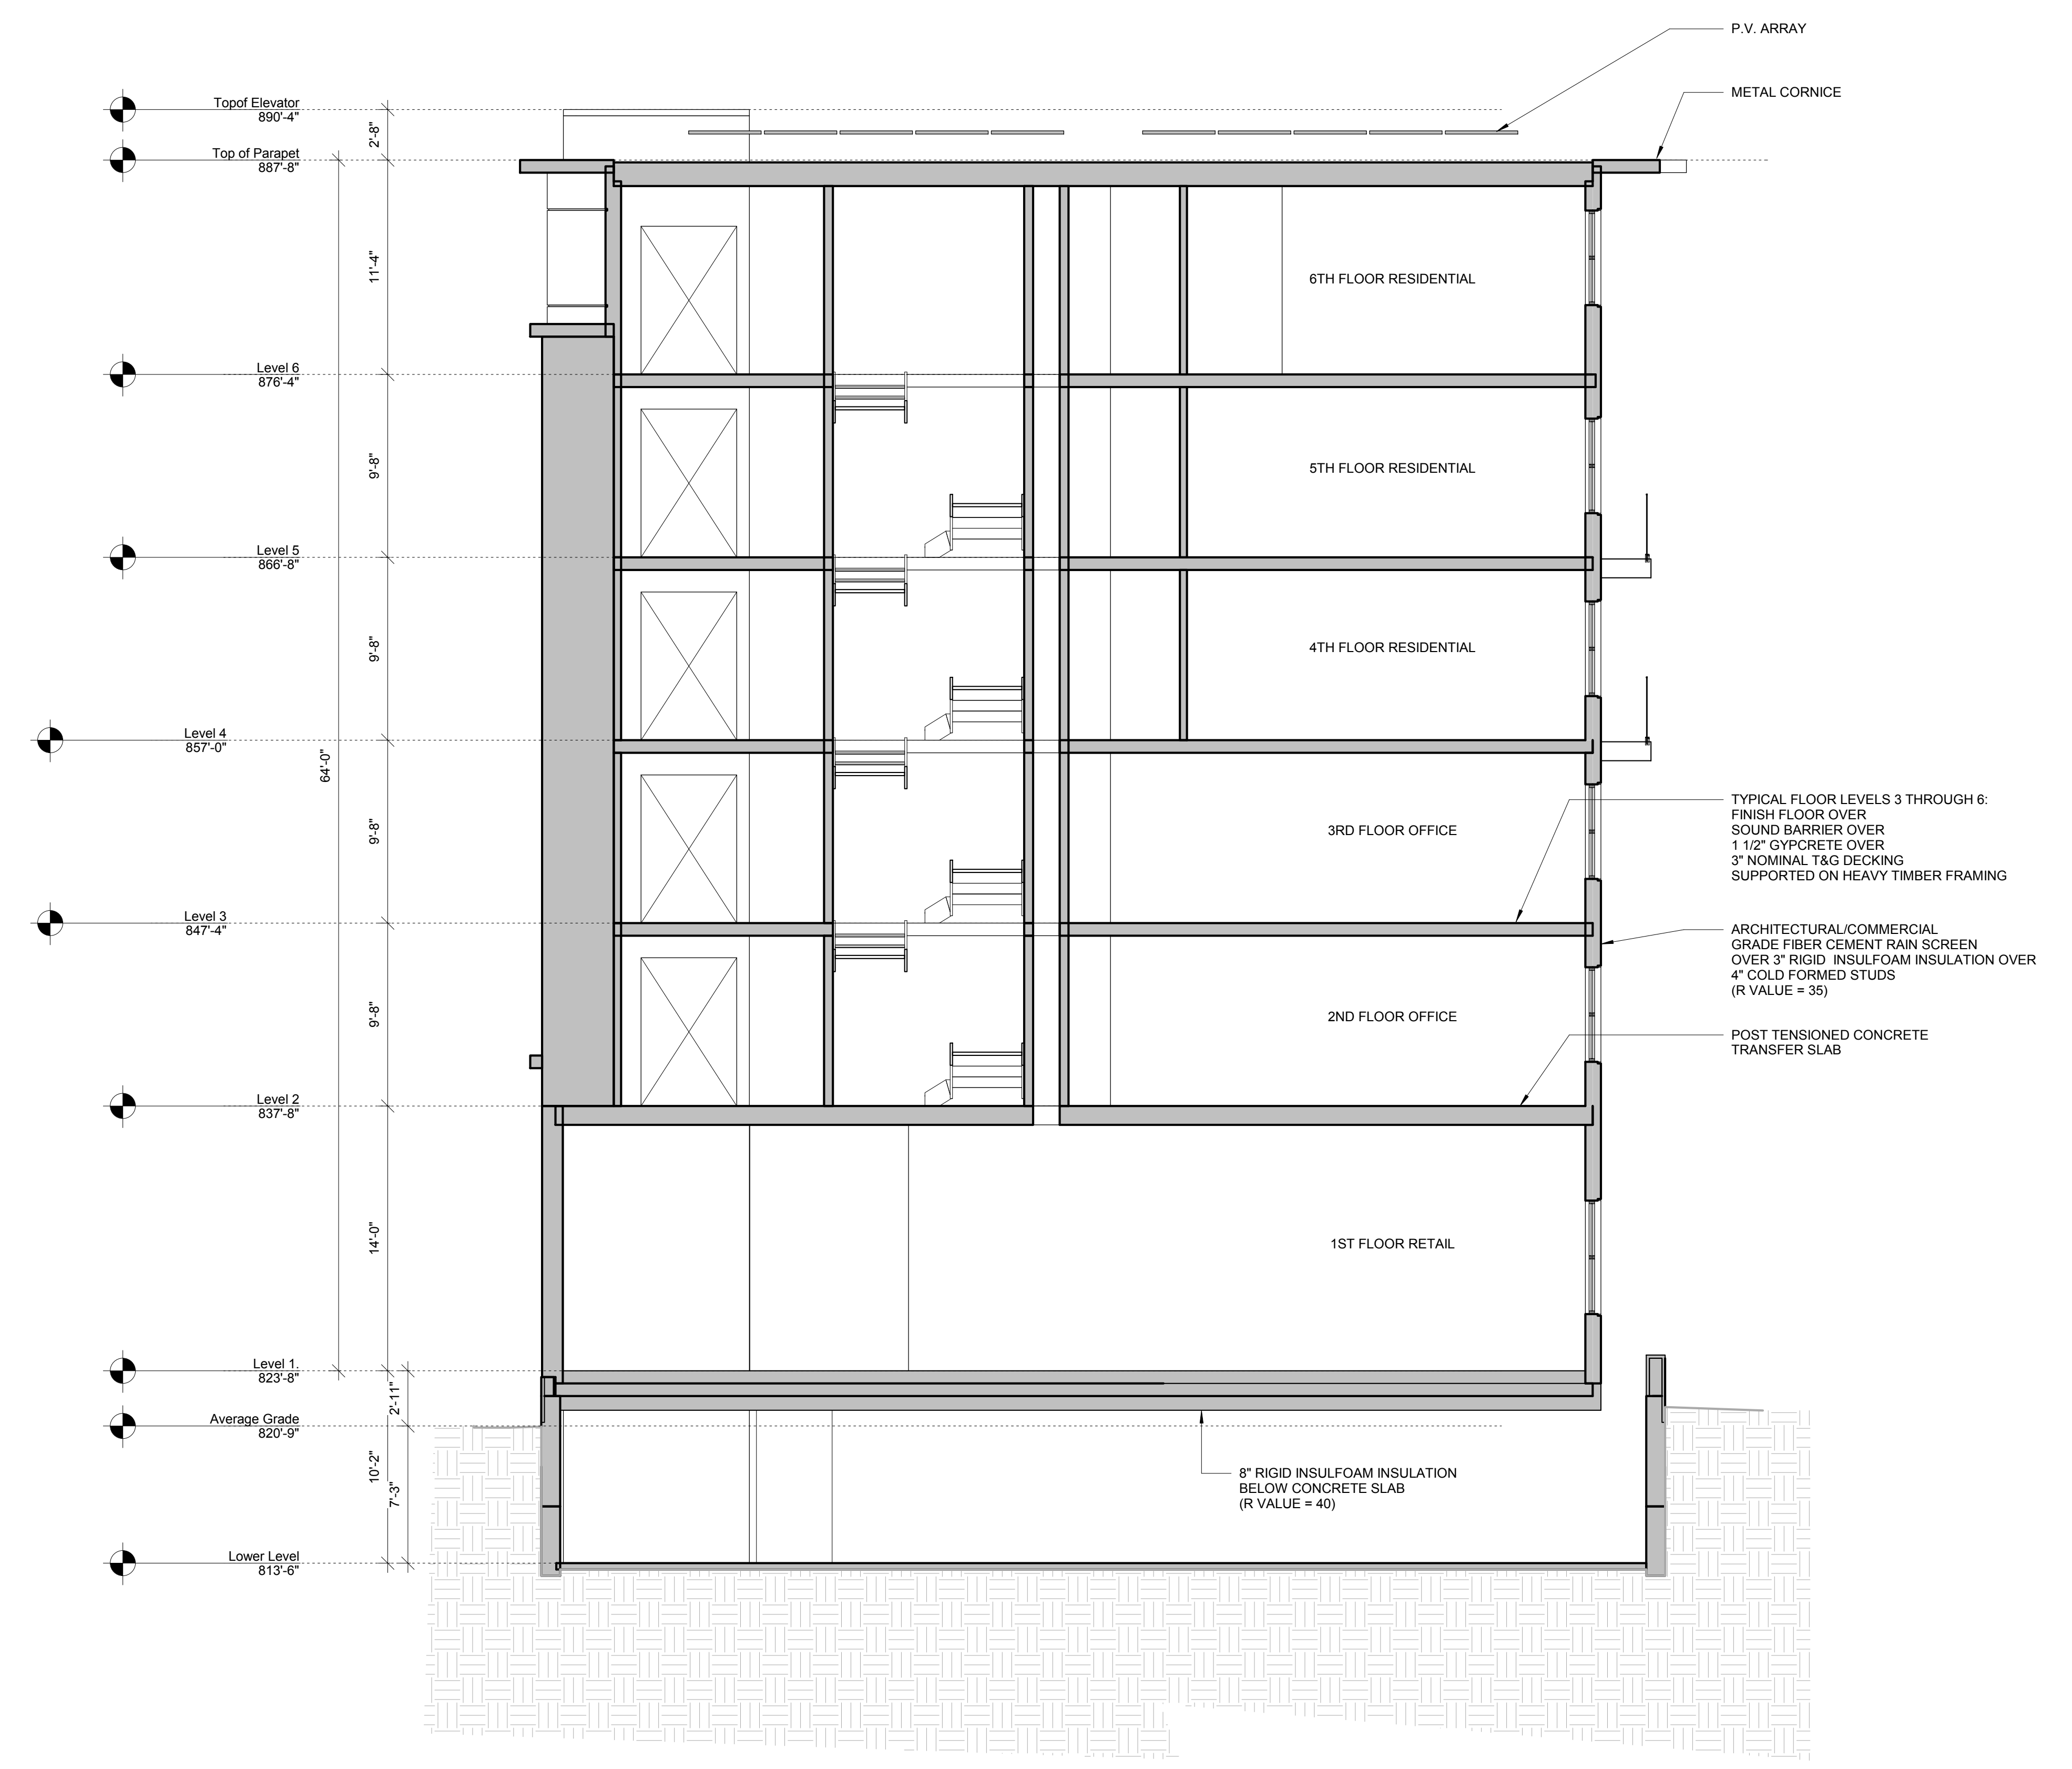 P.V. ARRAY
METAL CORNICE
Topof Elevator
890'-4"
2'-8"
Top of Parapet
887'-8"
11'-4"
6TH FLOOR RESIDENTIAL
Level 6
876'-4"
9'-8"
5TH FLOOR RESIDENTIAL
Level 5
866'-8"
9'-8"
4TH FLOOR RESIDENTIAL
Level 4
857'-0"
64'-0"
9'-8"
3RD FLOOR OFFICE
TYPICAL FLOOR LEVELS 3 THROUGH 6:
FINISH FLOOR OVER
SOUND BARRIER OVER
1 1/2" GYPCRETE OVER
3" NOMINAL T&G DECKING
SUPPORTED ON HEAVY TIMBER FRAMING
Level 3
847'-4"
ARCHITECTURAL/COMMERCIAL
GRADE FIBER CEMENT RAIN SCREEN
OVER 3" RIGID INSULFOAM INSULATION OVER
4" COLD FORMED STUDS
(R VALUE = 35)
9'-8"
2ND FLOOR OFFICE
POST TENSIONED CONCRETE
TRANSFER SLAB
Level 2
837'-8"
14'-0"
1ST FLOOR RETAIL
Level 1.
823'-8"
2'-11"
Average Grade
820'-9"
10'-2"
7'-3"
8" RIGID INSULFOAM INSULATION
BELOW CONCRETE SLAB
(R VALUE = 40)
Lower Level
813'-6"